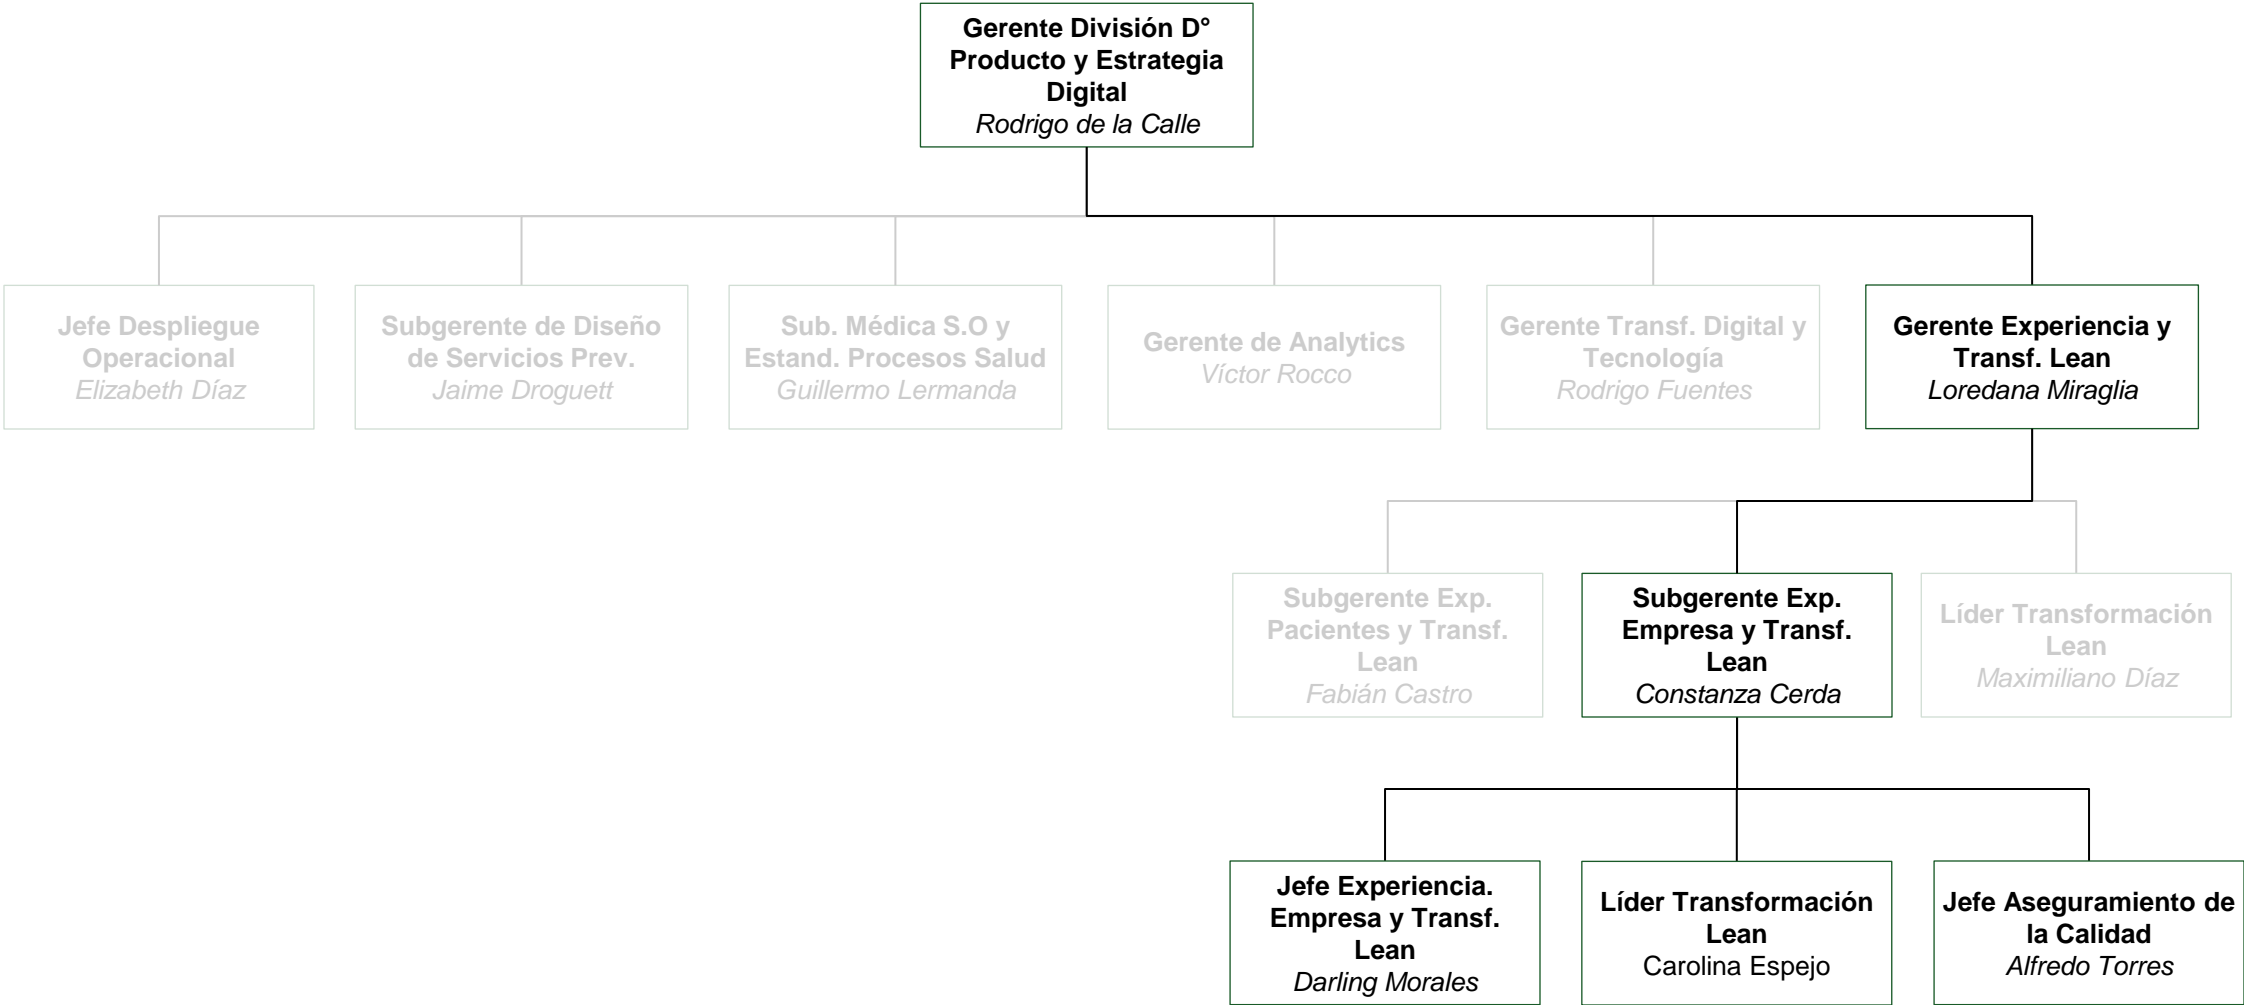 Gerente División D°
Producto y Estrategia
Digital
Rodrigo de la Calle
Jefe Despliegue
Operacional
Elizabeth Díaz
Subgerente de Diseño
de Servicios Prev.
Jaime Droguett
Sub. Médica S.O y
Estand. Procesos Salud
Guillermo Lermanda
Gerente de Analytics
Víctor Rocco
Gerente Transf. Digital y
Tecnología
Rodrigo Fuentes
Gerente Experiencia y
Transf. Lean
Loredana Miraglia
Subgerente Exp.
Pacientes y Transf.
Lean
Fabián Castro
Subgerente Exp.
Empresa y Transf.
Lean
Constanza Cerda
Líder Transformación
Lean
Maximiliano Díaz
Jefe Experiencia.
Empresa y Transf.
Lean
Darling Morales
Líder Transformación
Lean
Carolina Espejo
Jefe Aseguramiento de
la Calidad
Alfredo Torres